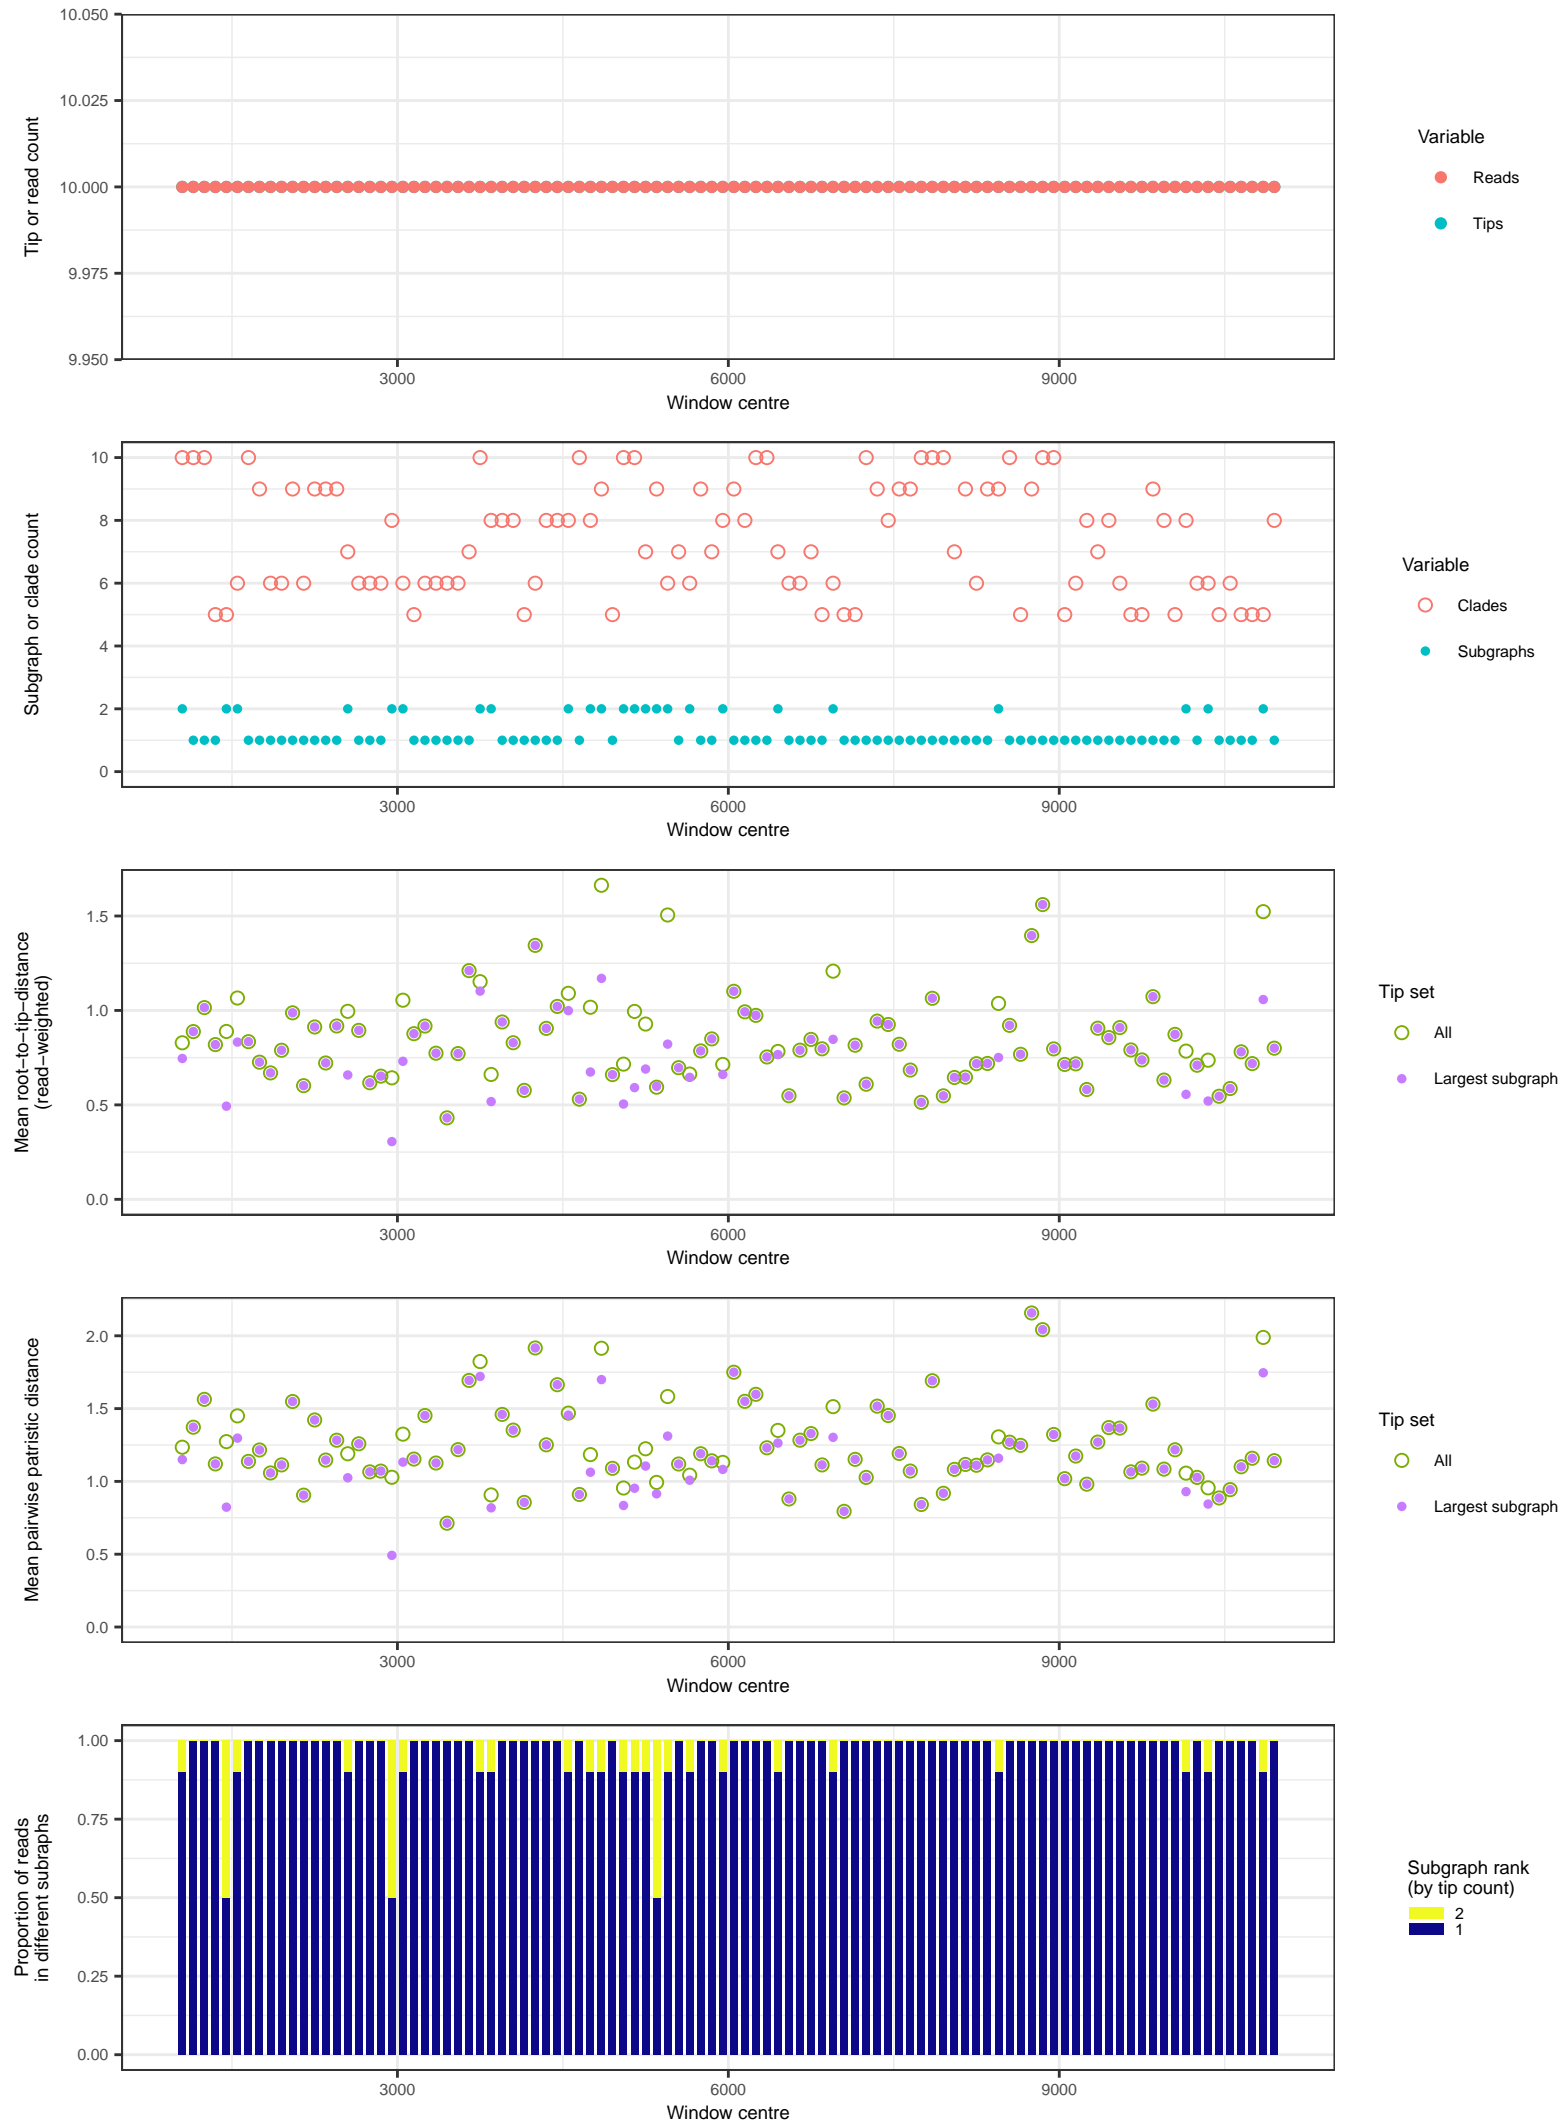 10.050
10.025
10.000
9.975
9.950
Tip or read count
3000
6000
9000
Window centre
Variable
Reads
Tips
10
8
6
4
2
0
Subgraph or clade count
3000
6000
9000
Window centre
Variable
Clades
Subgraphs
1.5
1.0
0.5
0.0
Mean root−to−tip−distance
(read−weighted)
3000
6000
9000
Window centre
Tip set
All
Largest subgraph
2.0
1.5
1.0
0.5
0.0
Mean pairwise patristic distance
3000
6000
9000
Window centre
Tip set
All
Largest subgraph
1.00
0.75
0.50
0.25
0.00
Proportion of reads
in different subraphs
3000
6000
9000
Window centre
Subgraph rank
(by tip count)
2
1